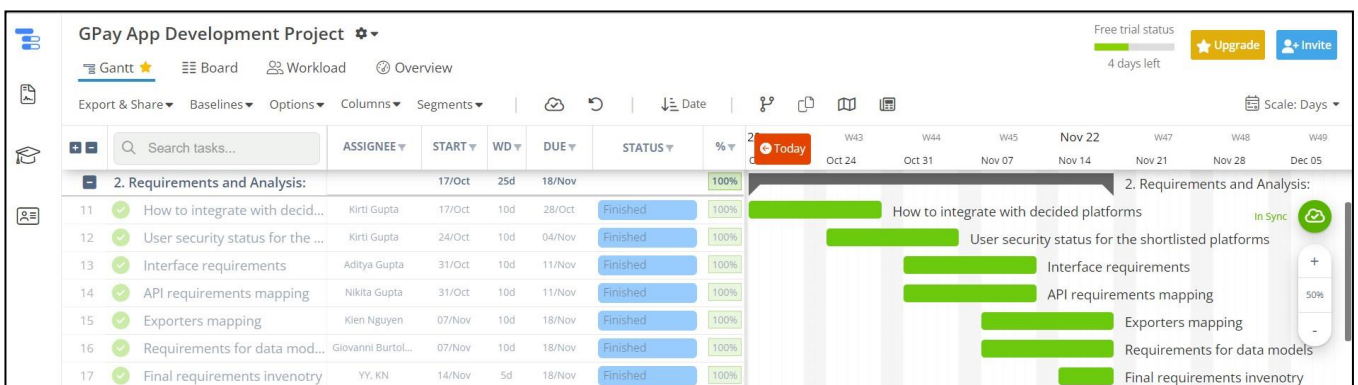 GPay App Development Project
Free trial status
4 days left
Upgrade
Invite
Gantt Board Workload Overview
Export & Share Baselines Options Columns Segments Date Scale: Days
Search tasks... ASSIGNEE START WD DUE STATUS %
Today
W43 W44 W45 Nov 22 W47 W48 W49
Oct 24 Oct 31 Nov 07 Nov 14 Nov 21 Nov 28 Dec 05
2. Requirements and Analysis: 17/Oct 25d 18/Nov 100% 2. Requirements and Analysis:
11 How to integrate with decid... Kirti Gupta 17/Oct 10d 28/Oct Finished 100% How to integrate with decided platforms In Sync
12 User security status for the ... Kirti Gupta 24/Oct 10d 04/Nov Finished 100% User security status for the shortlisted platforms
13 Interface requirements Aditya Gupta 31/Oct 10d 11/Nov Finished 100% Interface requirements +
14 API requirements mapping Nikita Gupta 31/Oct 10d 11/Nov Finished 100% API requirements mapping 50%
15 Exporters mapping Kien Nguyen 07/Nov 10d 18/Nov Finished 100% Exporters mapping -
16 Requirements for data mod... Giovanni Burtol... 07/Nov 10d 18/Nov Finished 100% Requirements for data models
17 Final requirements invenotry YY, KN 14/Nov 5d 18/Nov Finished 100% Final requirements invenotry